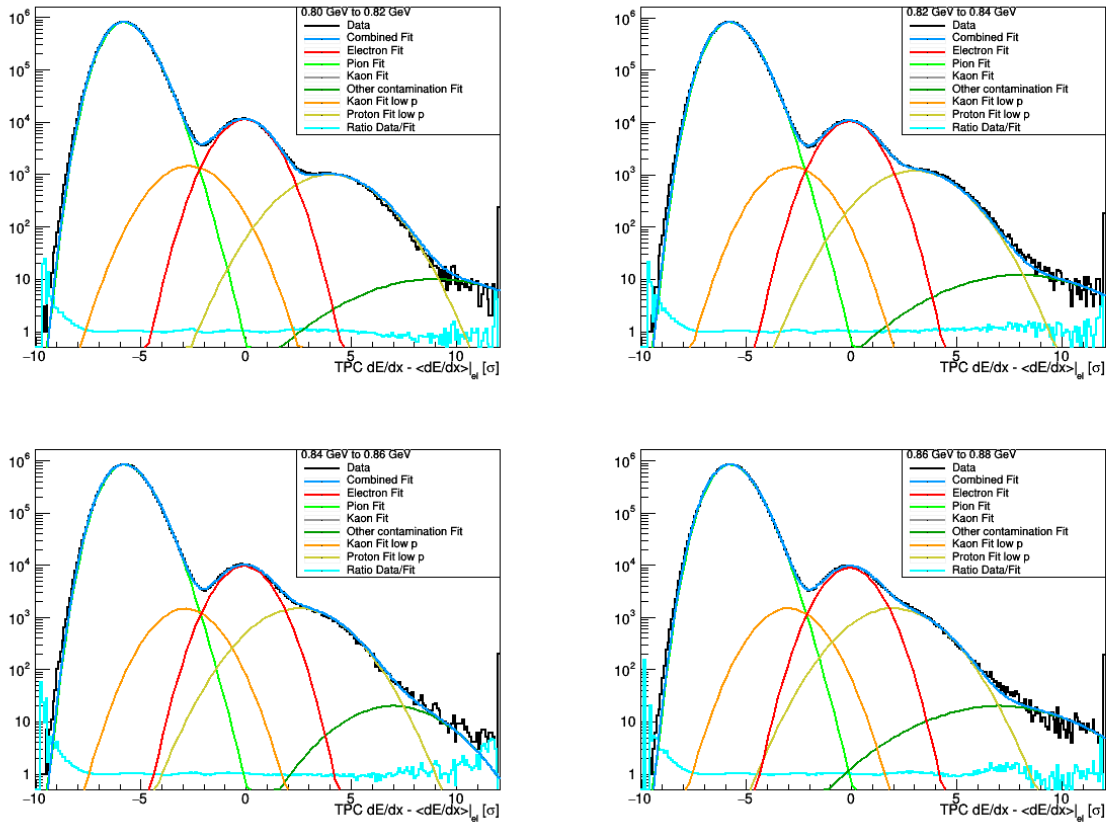 0.80 GeV to 0.82 GeV
Data
Combined Fit
Electron Fit
Pion Fit
Kaon Fit
Other contamination Fit
Kaon Fit low p
Proton Fit low p
Ratio Data/Fit
10^6
10^5
10^4
10^3
10^2
10
1
−10 −5 0 5 10
TPC dE/dx - <dE/dx>|_el [σ]
0.82 GeV to 0.84 GeV
Data
Combined Fit
Electron Fit
Pion Fit
Kaon Fit
Other contamination Fit
Kaon Fit low p
Proton Fit low p
Ratio Data/Fit
10^6
10^5
10^4
10^3
10^2
10
1
−10 −5 0 5 10
TPC dE/dx - <dE/dx>|_el [σ]
0.84 GeV to 0.86 GeV
Data
Combined Fit
Electron Fit
Pion Fit
Kaon Fit
Other contamination Fit
Kaon Fit low p
Proton Fit low p
Ratio Data/Fit
10^6
10^5
10^4
10^3
10^2
10
1
−10 −5 0 5 10
TPC dE/dx - <dE/dx>|_el [σ]
0.86 GeV to 0.88 GeV
Data
Combined Fit
Electron Fit
Pion Fit
Kaon Fit
Other contamination Fit
Kaon Fit low p
Proton Fit low p
Ratio Data/Fit
10^6
10^5
10^4
10^3
10^2
10
1
−10 −5 0 5 10
TPC dE/dx - <dE/dx>|_el [σ]